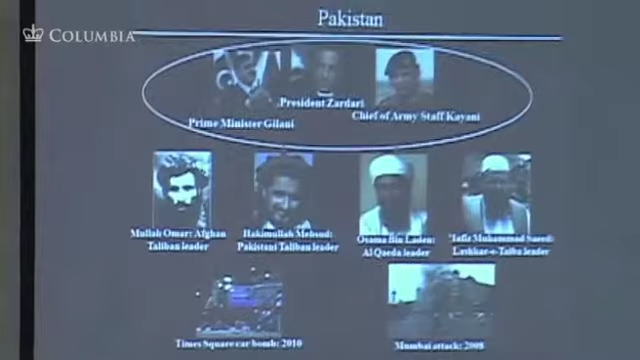 COLUMBIA
Pakistan
President Zardari
Prime Minister Gilani
Chief of Army Staff Kayani
Mullah Omar: Afghan
Taliban leader
Hakimullah Mehsud:
Pakistani Taliban leader
Osama Bin Laden:
Al Qaeda leader
Hafiz Muhammad Saeed:
Lashkar-e-Taiba leader
Times Square car bomb: 2010
Mumbai attack: 2008